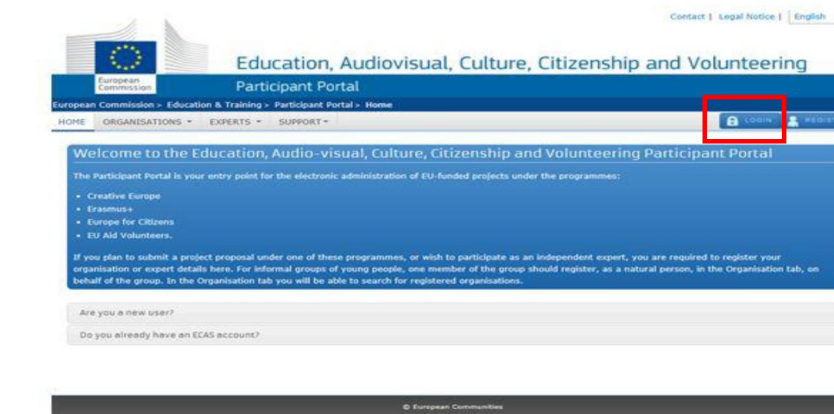 Contact | Legal Notice | English
European
Commission
Education, Audiovisual, Culture, Citizenship and Volunteering
Participant Portal
European Commission > Education & Training > Participant Portal > Home
HOME ORGANISATIONS EXPERTS SUPPORT LOGIN REGIS
Welcome to the Education, Audio-visual, Culture, Citizenship and Volunteering Participant Portal
The Participant Portal is your entry point for the electronic administration of EU-funded projects under the programmes:
• Creative Europe
• Erasmus+
• Europe for Citizens
• EU Aid Volunteers.
If you plan to submit a project proposal under one of these programmes, or wish to participate as an independent expert, you are required to register your
organisation or expert details here. For informal groups of young people, one member of the group should register, as a natural person, in the Organisation tab, on
behalf of the group. In the Organisation tab you will be able to search for registered organisations.
Are you a new user?
Do you already have an ECAS account?
© European Communities